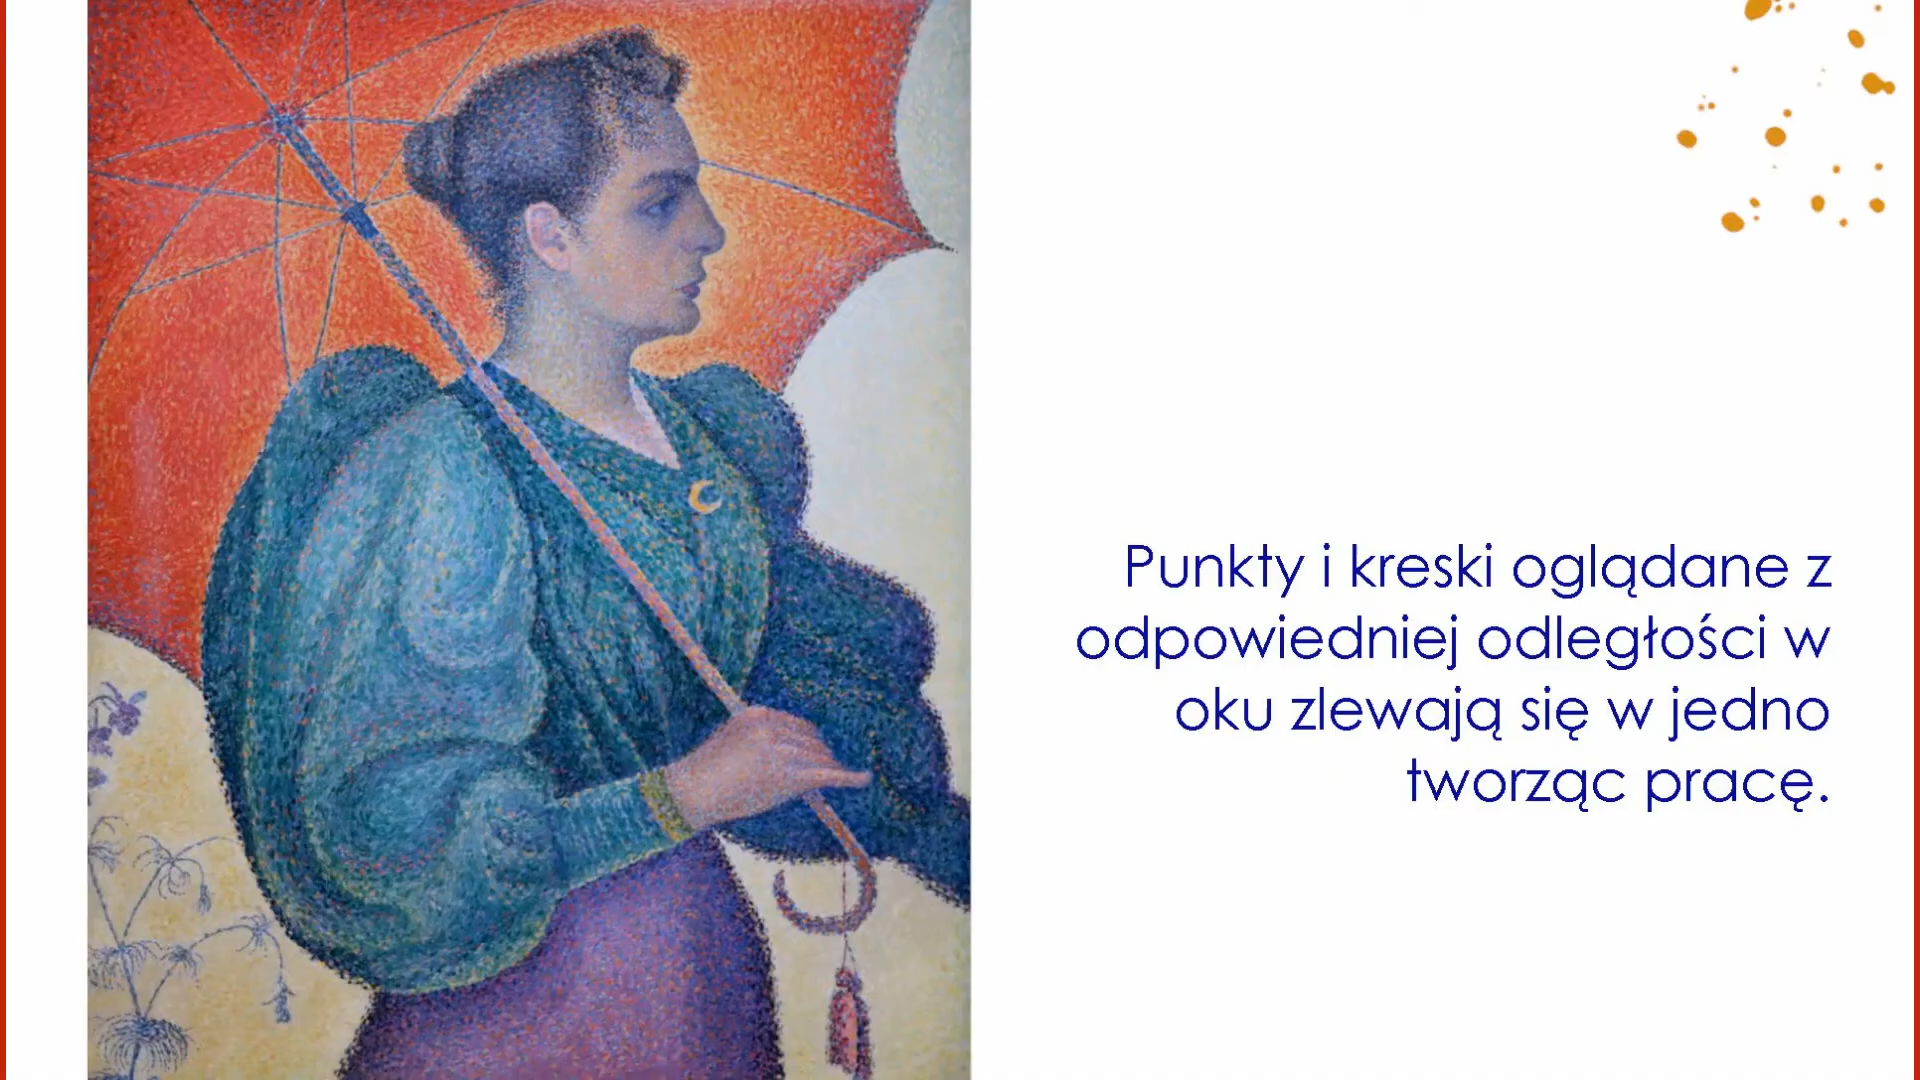 Punkty i kreski oglądane z
odpowiedniej odległości w
oku zlewają się w jedno
tworząc pracę.